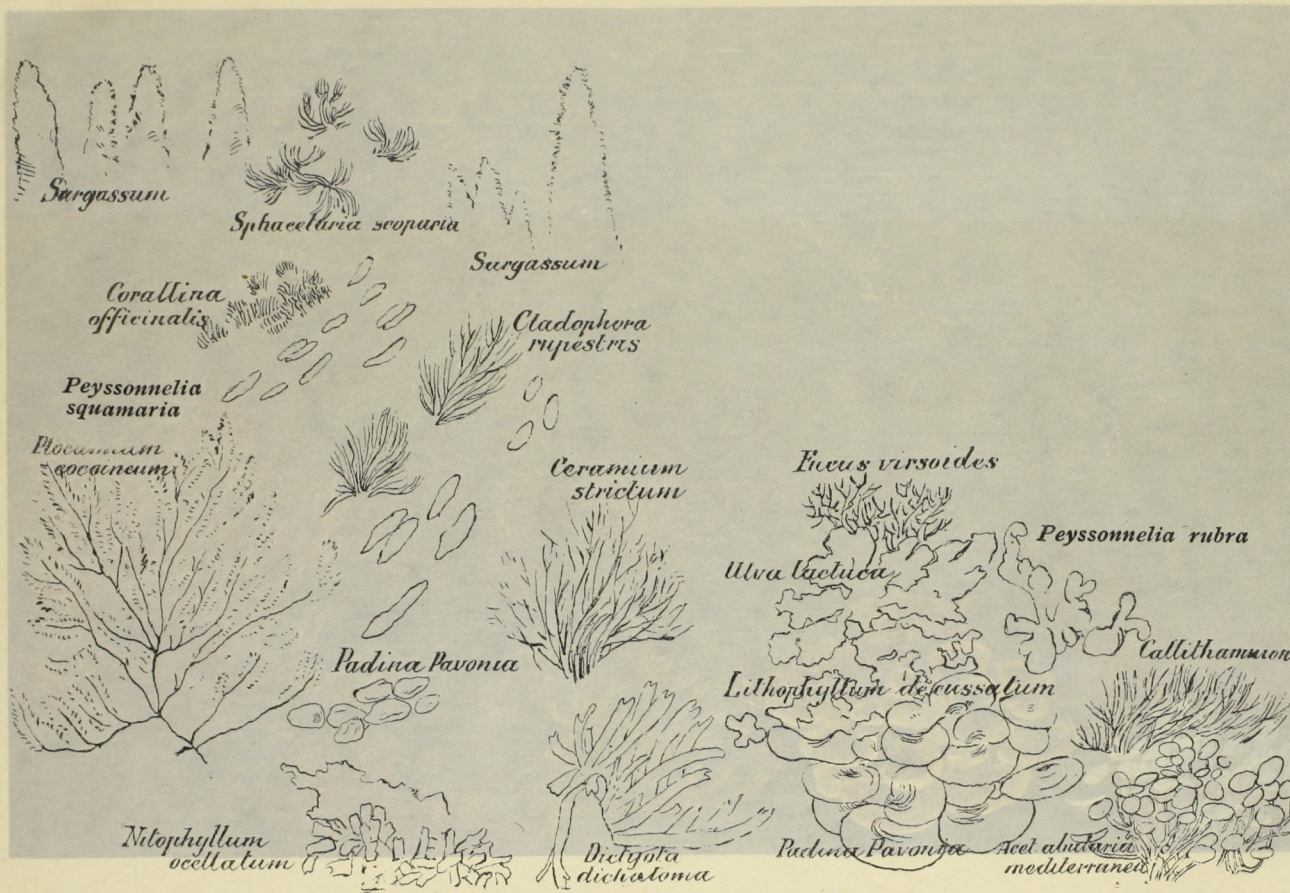 Sargassum
Sphacelaria scoparia
Sargassum
Corallina
officinalis
Cladophora
rupestris
Peyssonnelia
squamaria
Plocamium
coccineum
Ceramium
strictum
Fucus virsoides
Peyssonnelia rubra
Ulva lactuca
Callithamnion
Padina Pavonia
Lithophyllum decussatum
Nitophyllum
ocellatum
Dictyota
dichotoma
Padina Pavonia
Acetabularia
mediterranea